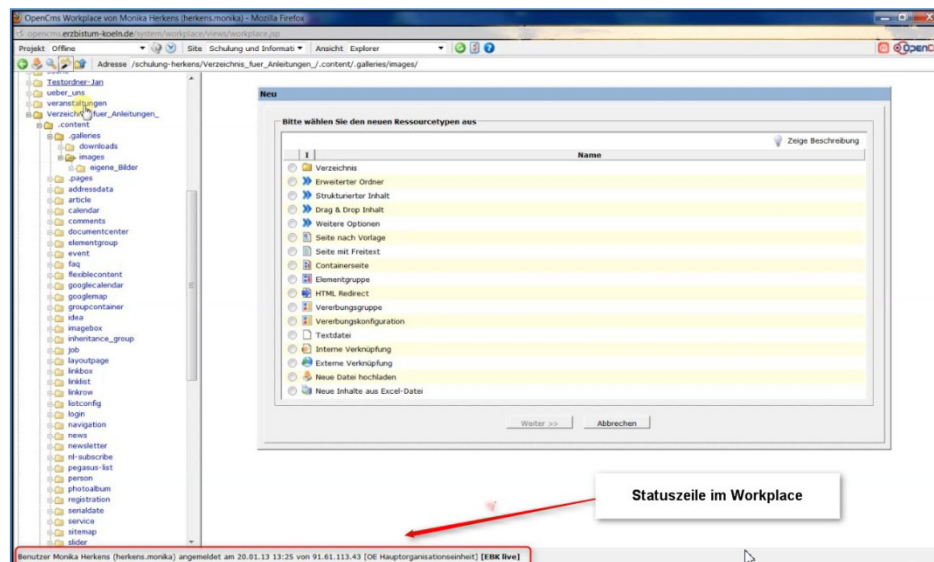 OpenCms Workplace von Monika Herkens (herkens.monika) - Mozilla Firefox
opencms.erzbistum-koeln.de/system/workplace/views/workplace.jsp
Projekt Offine Site Schulung und Informati Ansicht Explorer
Adresse /schulung-herkens/Verzeichnis_fuer_Anleitungen_/.content/.galleries/images/
Testordner-Jan
ueber_uns
veranstaltungen
fuer_Anleitungen_
.content
.galleries
downloads
images
eigene_Bilder
.pages
addressdata
article
calendar
comments
documentcenter
elementgroup
event
faq
flexiblecontent
googlecalendar
googlemap
groupcontainer
idea
imagebox
inheritance_group
job
layoutpage
linkbox
linklist
linkrow
listconfig
login
navigation
news
newsletter
nl-subscribe
pegasus-list
person
photoalbum
registration
serialdate
service
sitemap
slider
Neu
Bitte wählen Sie den neuen Ressourcetypen aus
Zeige Beschreibung
I Name
Verzeichnis
Erweiterter Ordner
Strukturierter Inhalt
Drag & Drop Inhalt
Weitere Optionen
Seite nach Vorlage
Seite mit Freitext
Containerseite
Elementgruppe
HTML Redirect
Vererbungsgruppe
Vererbungskonfiguration
Textdatei
Interne Verknüpfung
Externe Verknüpfung
Neue Datei hochladen
Neue Inhalte aus Excel-Datei
Weiter >> Abbrechen
Statuszeile im Workplace
Benutzer Monika Herkens (herkens.monika) angemeldet am 20.01.13 13:25 von 91.61.113.43 [OE Hauptorganisationseinheit] [EBK live]